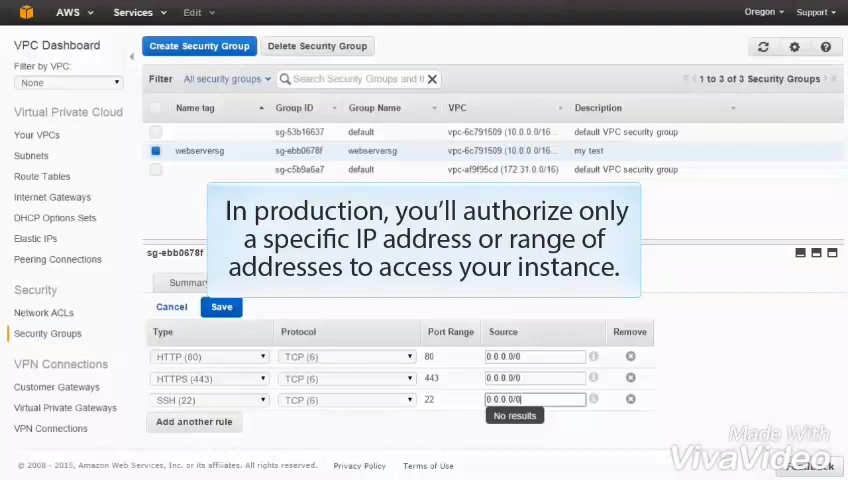 AWS Services Edit Oregon Support
VPC Dashboard
Create Security Group Delete Security Group
Filter by VPC:
None
Filter All security groups Search Security Groups and th 1 to 3 of 3 Security Groups
Virtual Private Cloud
Name tag Group ID Group Name VPC Description
Your VPCs
sg-53b16637 default vpc-6c791509 (10.0.0.0/16... default VPC security group
Subnets
webserversg sg-ebb0678f webserversg vpc-6c791509 (10.0.0.0/16... my test
Route Tables
sg-c5b9a6a7 default vpc-af9f95cd (172.31.0.0/16) default VPC security group
Internet Gateways
In production, you'll authorize only
a specific IP address or range of
addresses to access your instance.
DHCP Options Sets
Elastic IPs
Peering Connections
sg-ebb0678f
Summary
Security
Cancel Save
Network ACLs
Security Groups
Type Protocol Port Range Source Remove
HTTP (80) TCP (6) 80 0.0.0.0/0
HTTPS (443) TCP (6) 443 0.0.0.0/0
SSH (22) TCP (6) 22 0.0.0.0/0
No results
Add another rule
VPN Connections
Customer Gateways
Virtual Private Gateways
VPN Connections
Made With
VivaVideo
© 2008 - 2015, Amazon Web Services, Inc. or its affiliates. All rights reserved. Privacy Policy Terms of Use Feedback